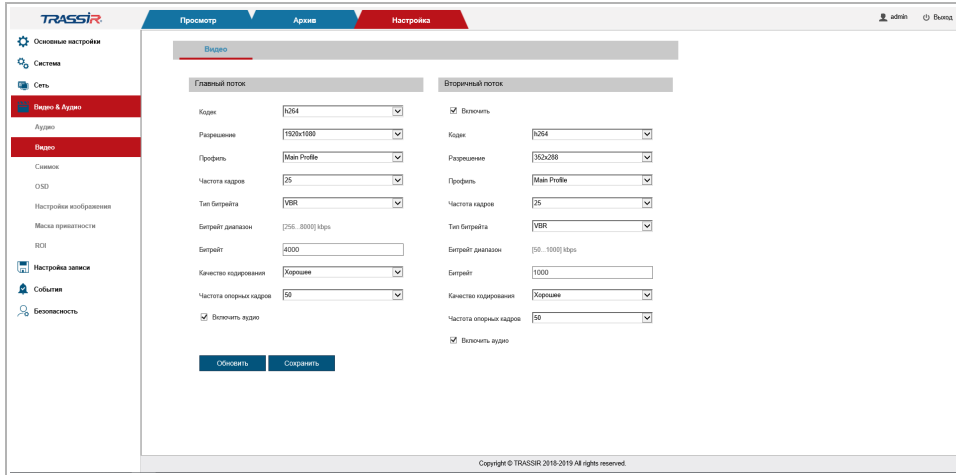 TRASSIR
Просмотр
Архив
Настройка
admin
Выход
Основные настройки
Система
Сеть
Видео & Аудио
Аудио
Видео
Снимок
OSD
Настройки изображения
Маска приватности
ROI
Настройка записи
События
Безопасность
Видео
Главный поток
Кодек h264
Разрешение 1920x1080
Профиль Main Profile
Частота кадров 25
Тип битрейта VBR
Битрейт диапазон [256...8000] kbps
Битрейт 4000
Качество кодирования Хорошее
Частота опорных кадров 50
Включить аудио
Обновить
Сохранить
Вторичный поток
Включить
Кодек h264
Разрешение 352x288
Профиль Main Profile
Частота кадров 25
Тип битрейта VBR
Битрейт диапазон [50...1000] kbps
Битрейт 1000
Качество кодирования Хорошее
Частота опорных кадров 50
Включить аудио
Copyright © TRASSIR 2018-2019 All rights reserved.